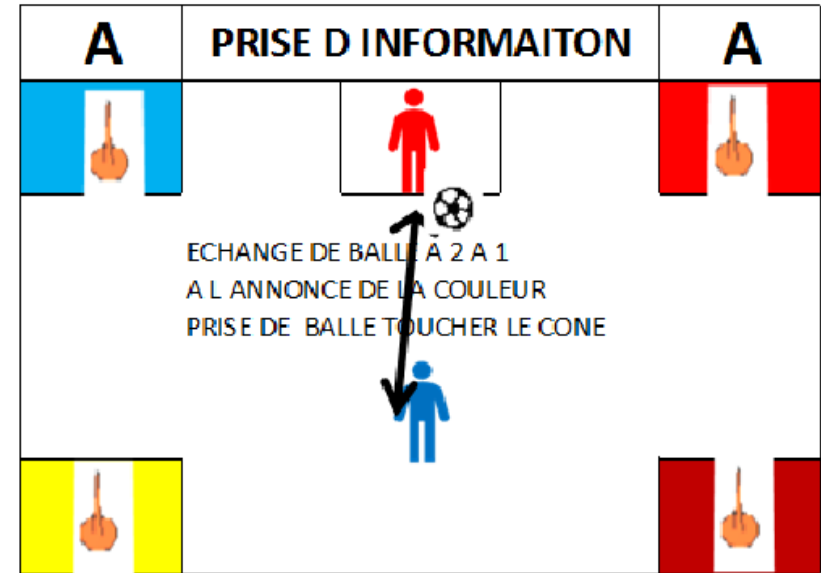 A PRISE D INFORMAITON A
ECHANGE DE BALLE À 2 A 1
A L ANNONCE DE LA COULEUR
PRISE DE BALLE TOUCHER LE CONE